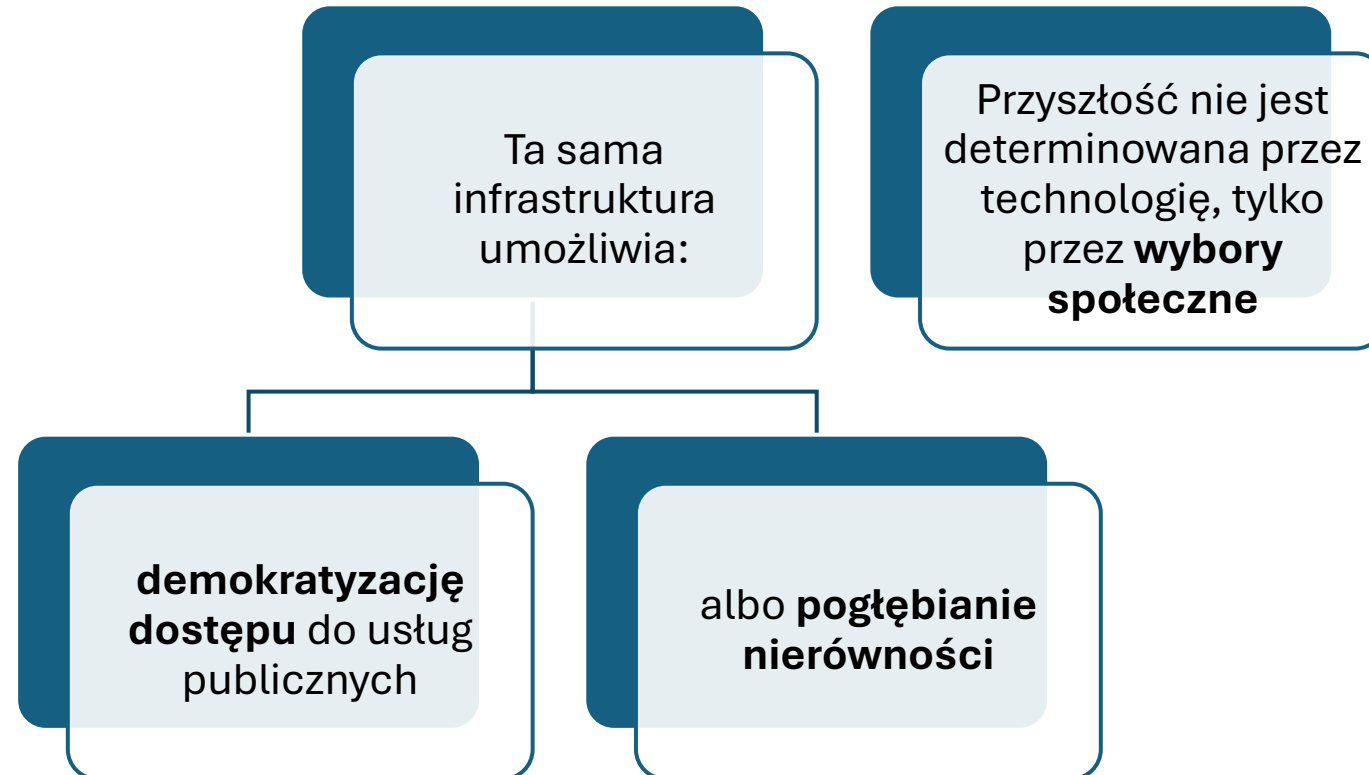 Ta sama
infrastruktura
umożliwia:
Przyszłość nie jest
determinowana przez
technologię, tylko
przez wybory
społeczne
demokratyzację
dostępu do usług
publicznych
albo pogłębianie
nierówności